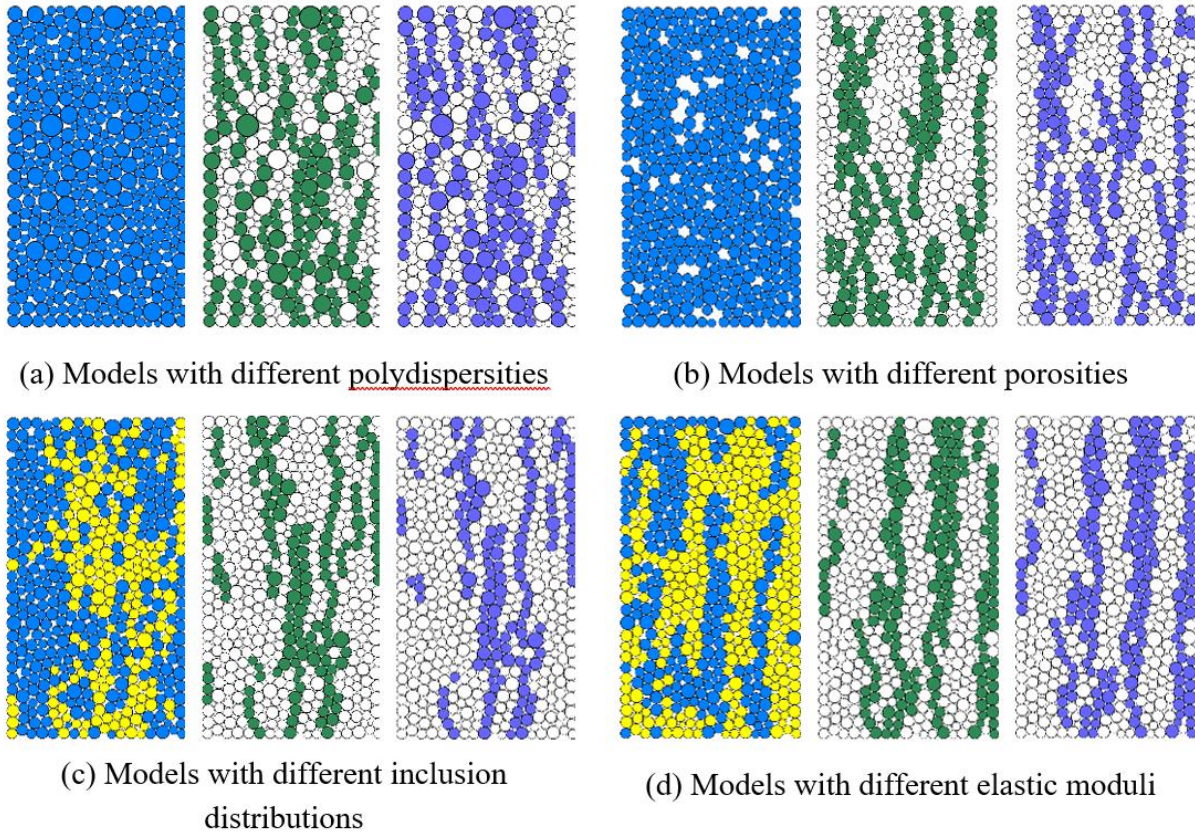 (a) Models with different polydispersities
(b) Models with different porosities
(c) Models with different inclusion
distributions
(d) Models with different elastic moduli